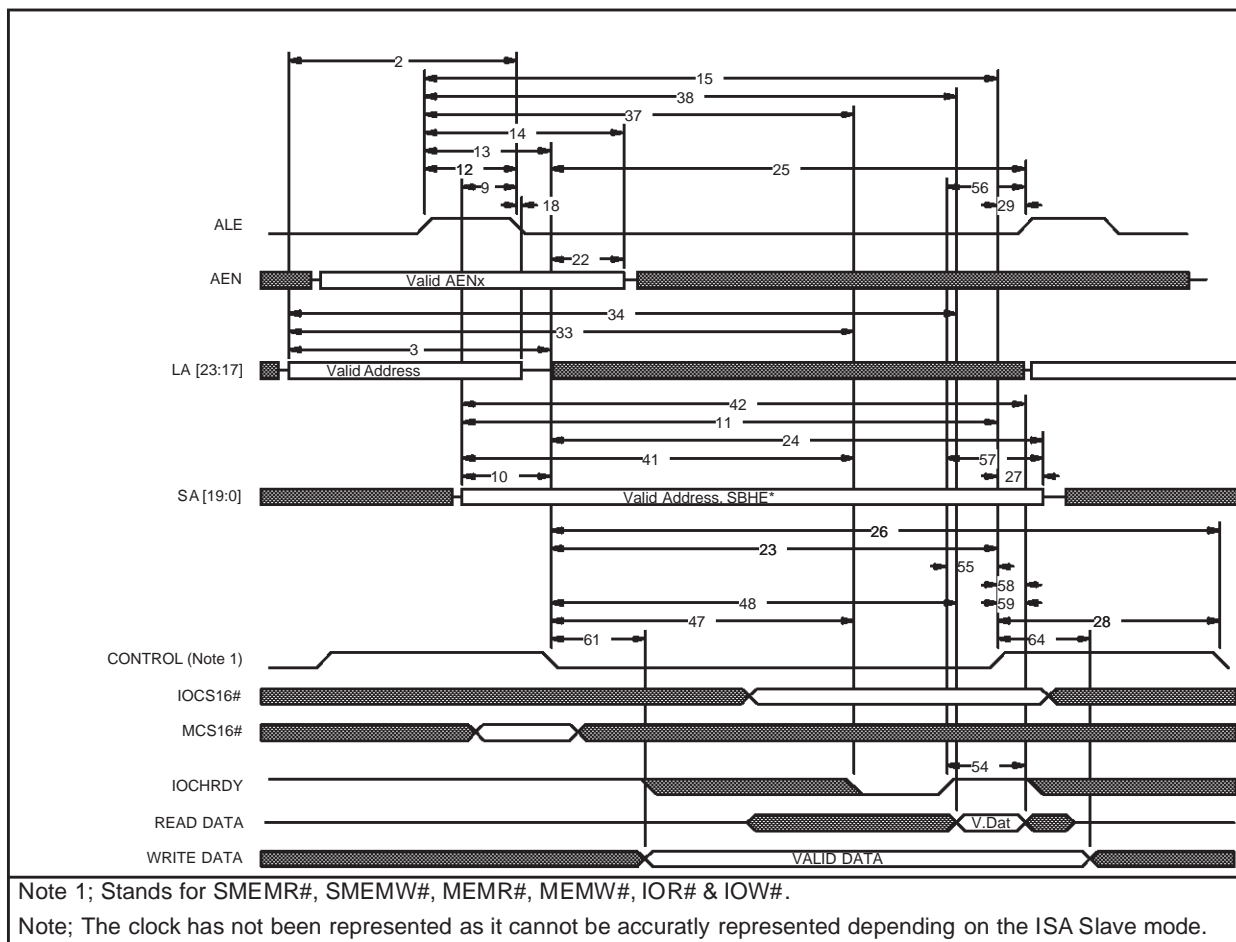 2
15
38
37
14
13
12
25
9
56
18
29
ALE
22
AEN
Valid AENx
34
33
3
LA [23:17]
Valid Address
42
11
24
41
57
10
27
SA [19:0]
Valid Address, SBHE*
26
23
55
58
48
59
47
28
61
64
CONTROL (Note 1)
IOCS16#
MCS16#
54
IOCHRDY
READ DATA
V.Dat
WRITE DATA
VALID DATA
Note 1; Stands for SMEMR#, SMEMW#, MEMR#, MEMW#, IOR# & IOW#.
Note; The clock has not been represented as it cannot be accuratly represented depending on the ISA Slave mode.